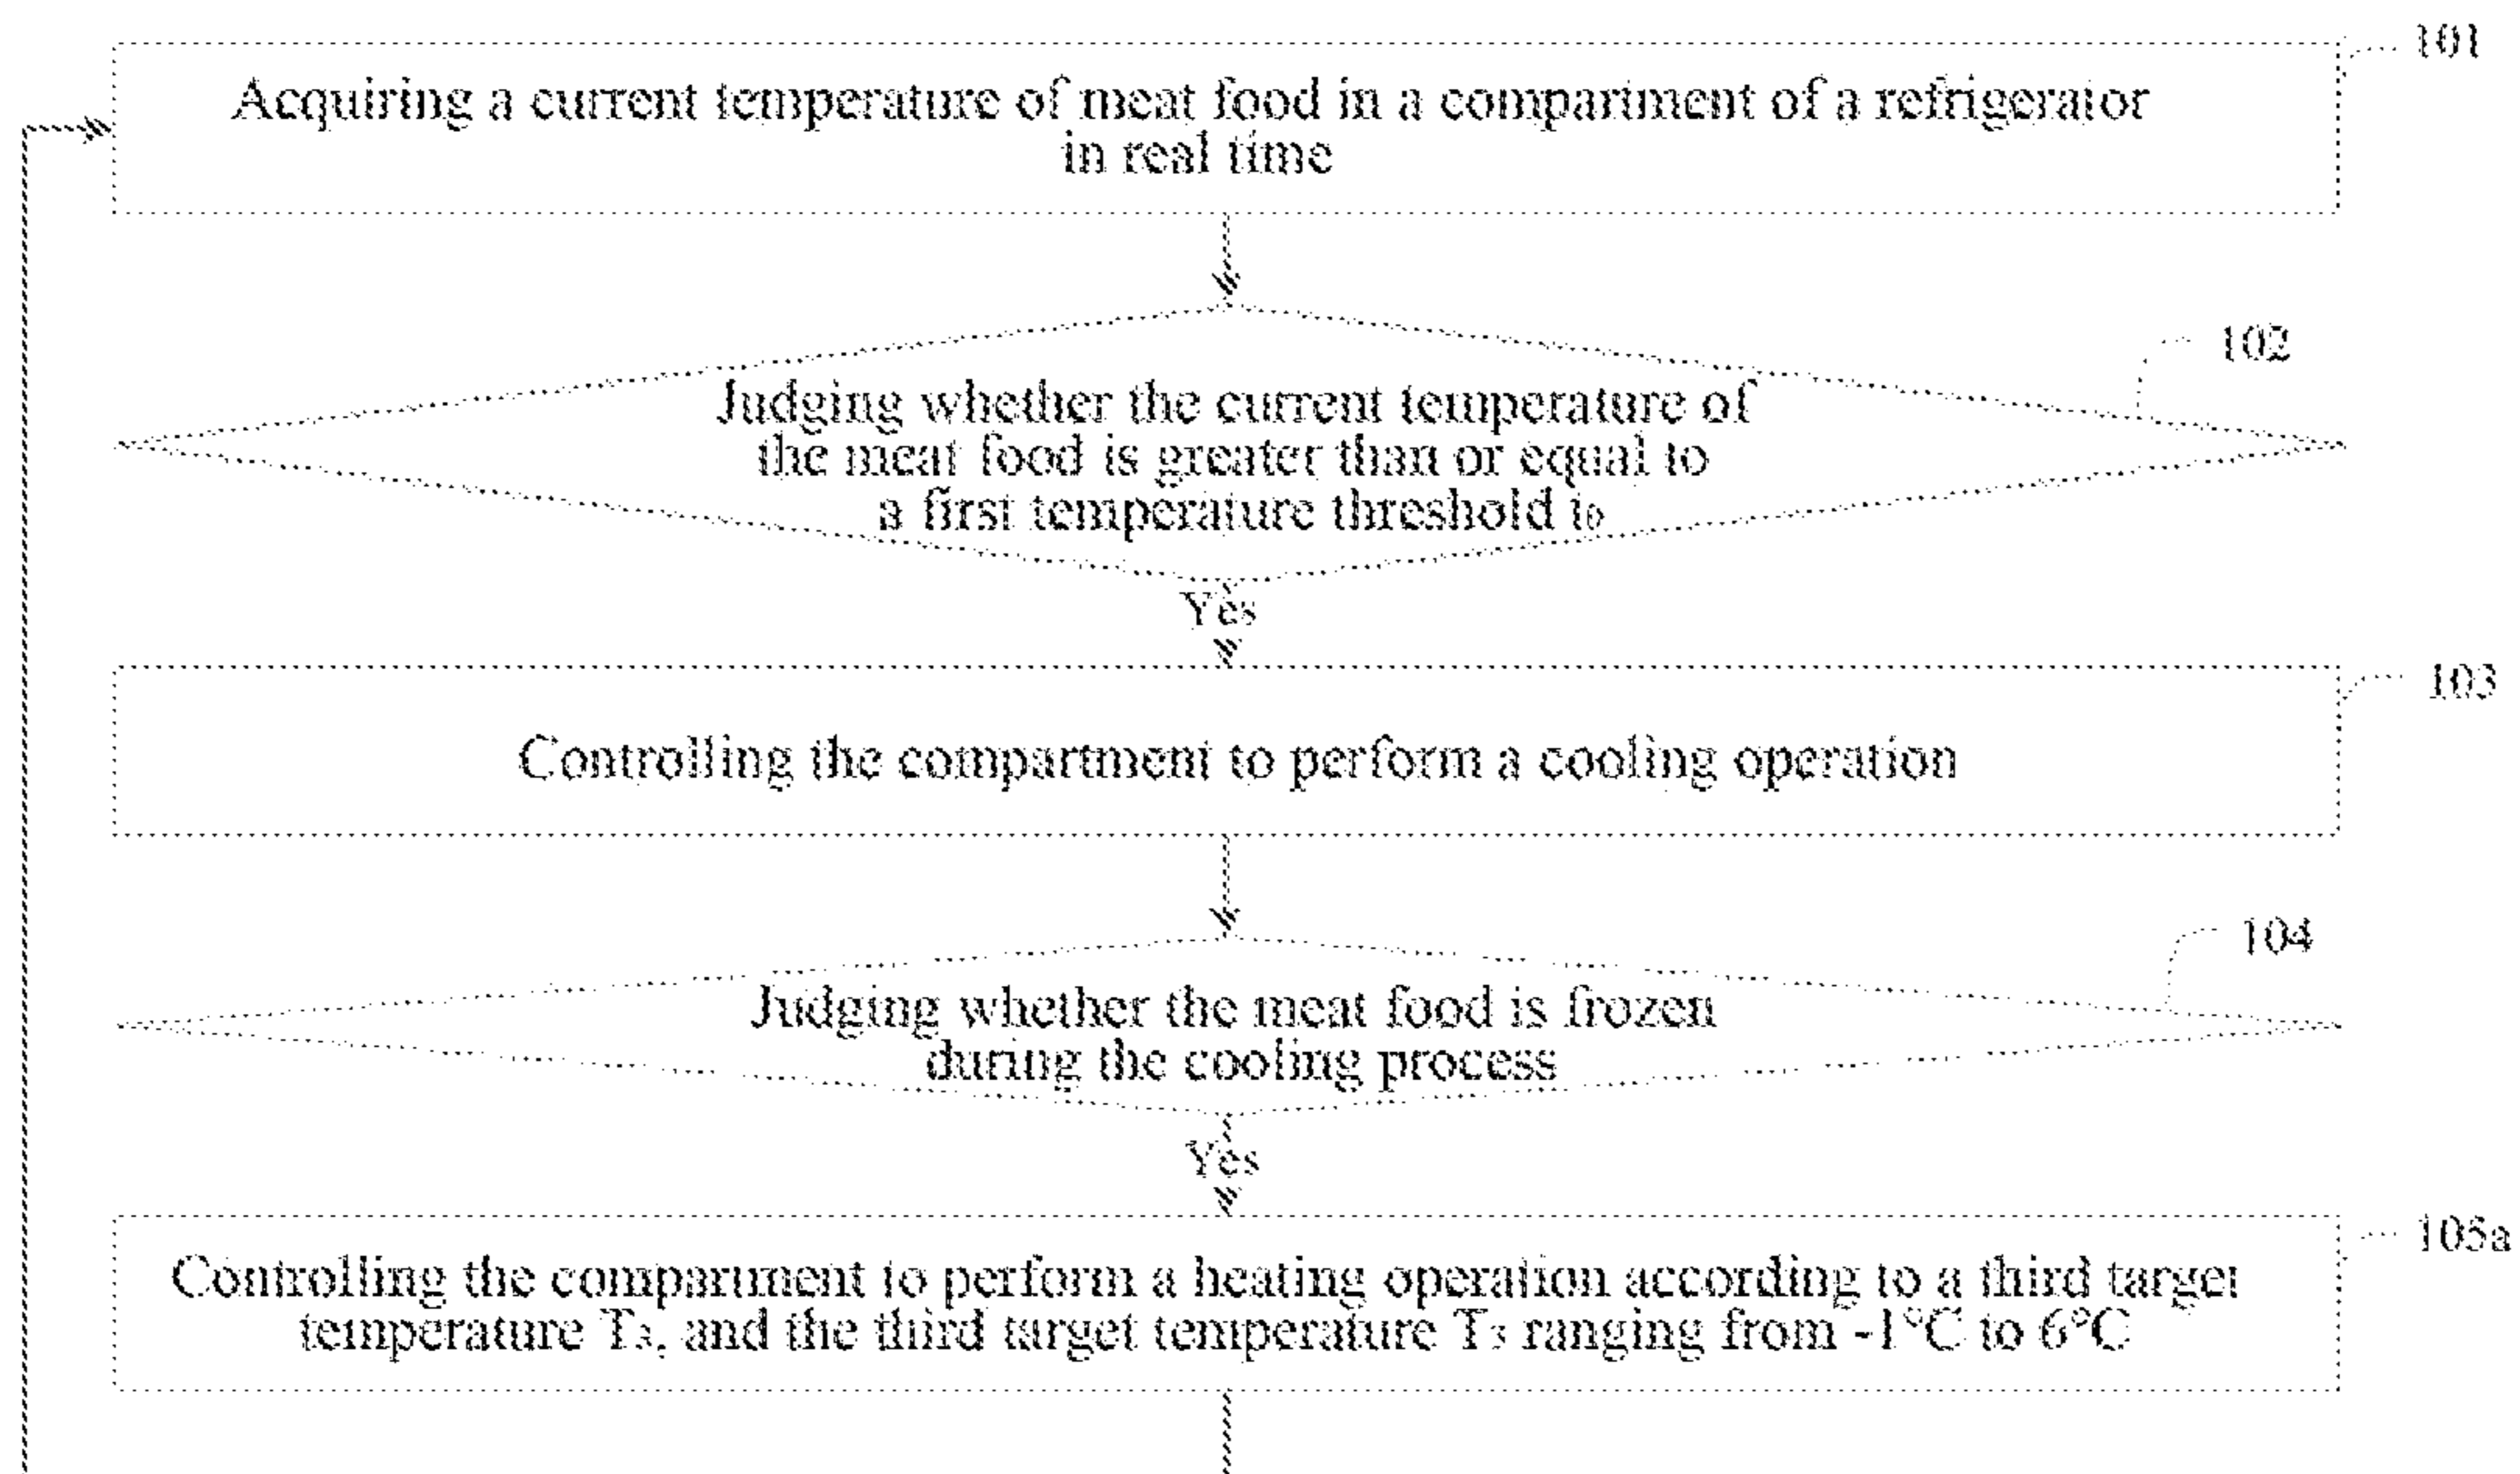 101
Acquiring a current temperature of meat food in a compartment of a refrigerator
in real time
102
Judging whether the current temperature of
the meat food is greater than or equal to
a first temperature threshold t₀
Yes
103
Controlling the compartment to perform a cooling operation
104
Judging whether the meat food is frozen
during the cooling process
Yes
105a
Controlling the compartment to perform a heating operation according to a third target
temperature T₃, and the third target temperature T₃ ranging from -1°C to 6°C